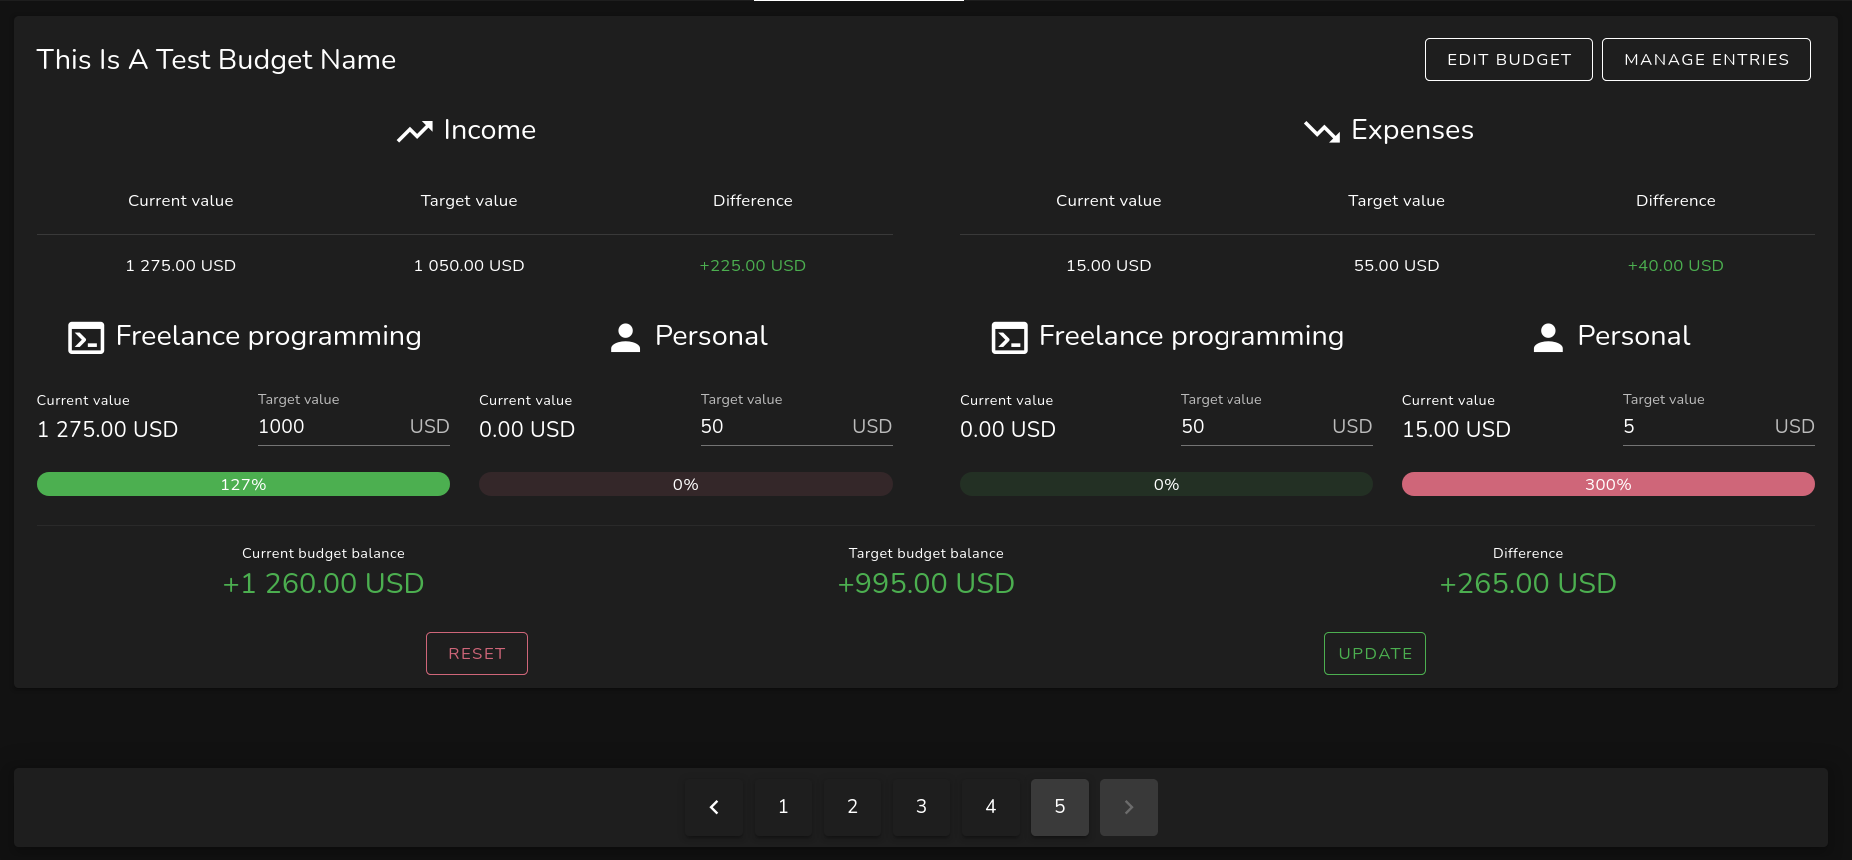 This Is A Test Budget Name
EDIT BUDGET
MANAGE ENTRIES
Income
Expenses
Current value Target value Difference
Current value Target value Difference
1 275.00 USD 1 050.00 USD +225.00 USD
15.00 USD 55.00 USD +40.00 USD
Freelance programming
Personal
Freelance programming
Personal
Current value Target value
1 275.00 USD 1000 USD
127%
Current value Target value
0.00 USD 50 USD
0%
Current value Target value
0.00 USD 50 USD
0%
Current value Target value
15.00 USD 5 USD
300%
Current budget balance
+1 260.00 USD
Target budget balance
+995.00 USD
Difference
+265.00 USD
RESET
UPDATE
1 2 3 4 5